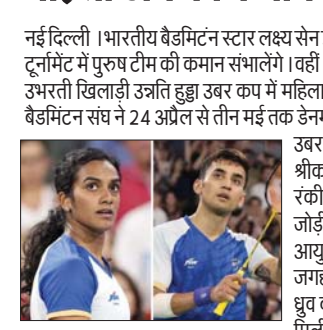 नई दिल्ली ।भारतीय बैडमिटंन स्टार लक्ष्य सेन
टूर्नामेंट में पुरुष टीम की कमान संभालेंगे ।वहीं
उभरती खिलाड़ी उन्नति हुड्डा उबर कप में महिला
बैडमिंटन संघ ने 24 अप्रैल से तीन मई तक डेनम
उबर
श्रीक
रंकी
जोड़ी
आयु
जगह
ध्रुव